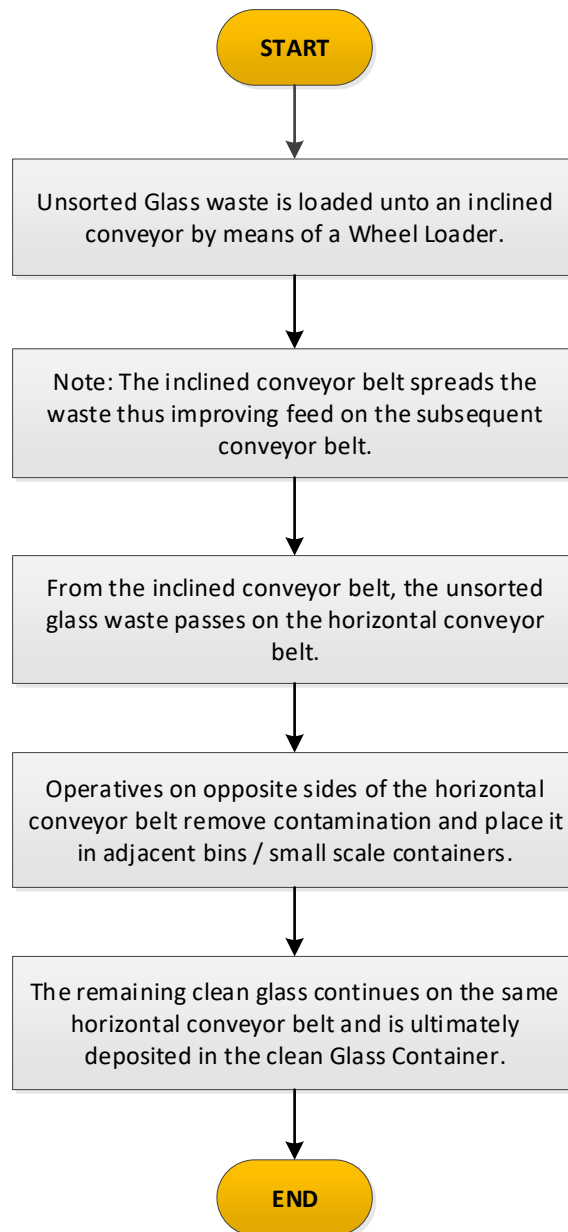 START
Unsorted Glass waste is loaded unto an inclined
conveyor by means of a Wheel Loader.
Note: The inclined conveyor belt spreads the
waste thus improving feed on the subsequent
conveyor belt.
From the inclined conveyor belt, the unsorted
glass waste passes on the horizontal conveyor
belt.
Operatives on opposite sides of the horizontal
conveyor belt remove contamination and place it
in adjacent bins / small scale containers.
The remaining clean glass continues on the same
horizontal conveyor belt and is ultimately
deposited in the clean Glass Container.
END